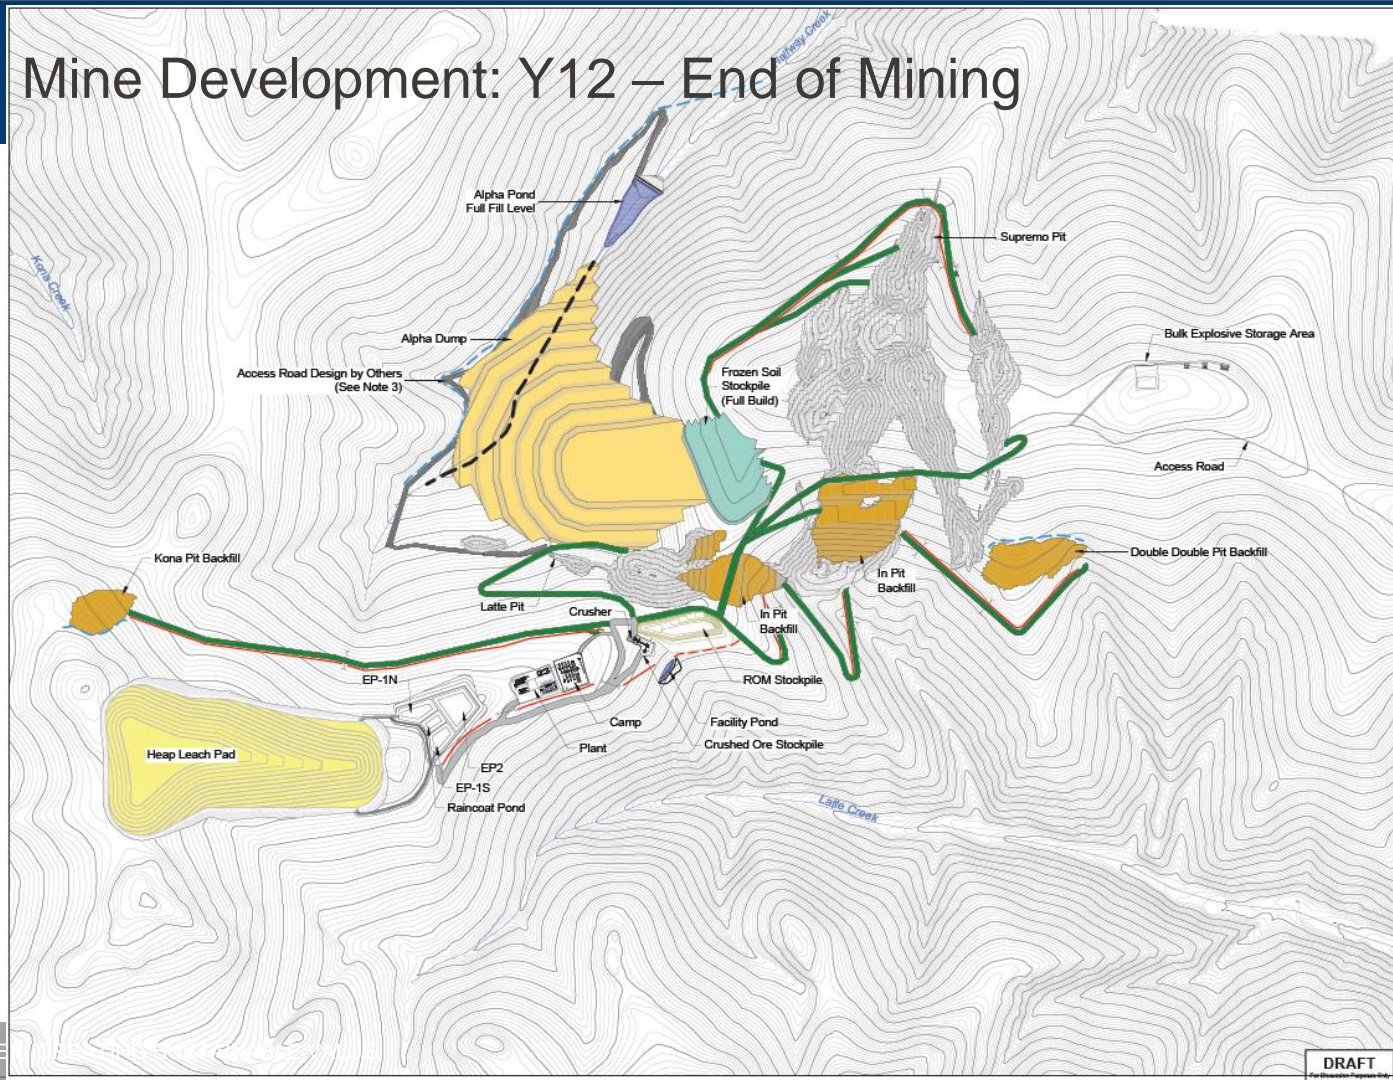 Mine Development: Y12 – End of Mining
Halfway Creek
Kona Creek
Alpha Pond
Full Fill Level
Supremo Pit
Alpha Dump
Bulk Explosive Storage Area
Access Road Design by Others
(See Note 3)
Frozen Soil
Stockpile
(Full Build)
Access Road
Kona Pit Backfill
Double Double Pit Backfill
In Pit
Backfill
Latte Pit
Crusher
In Pit
Backfill
EP-1N
ROM Stockpile
Camp
Facility Pond
Plant
Crushed Ore Stockpile
Heap Leach Pad
EP2
EP-1S
Raincoat Pond
Latte Creek
DRAFT
For Discussion Purposes Only